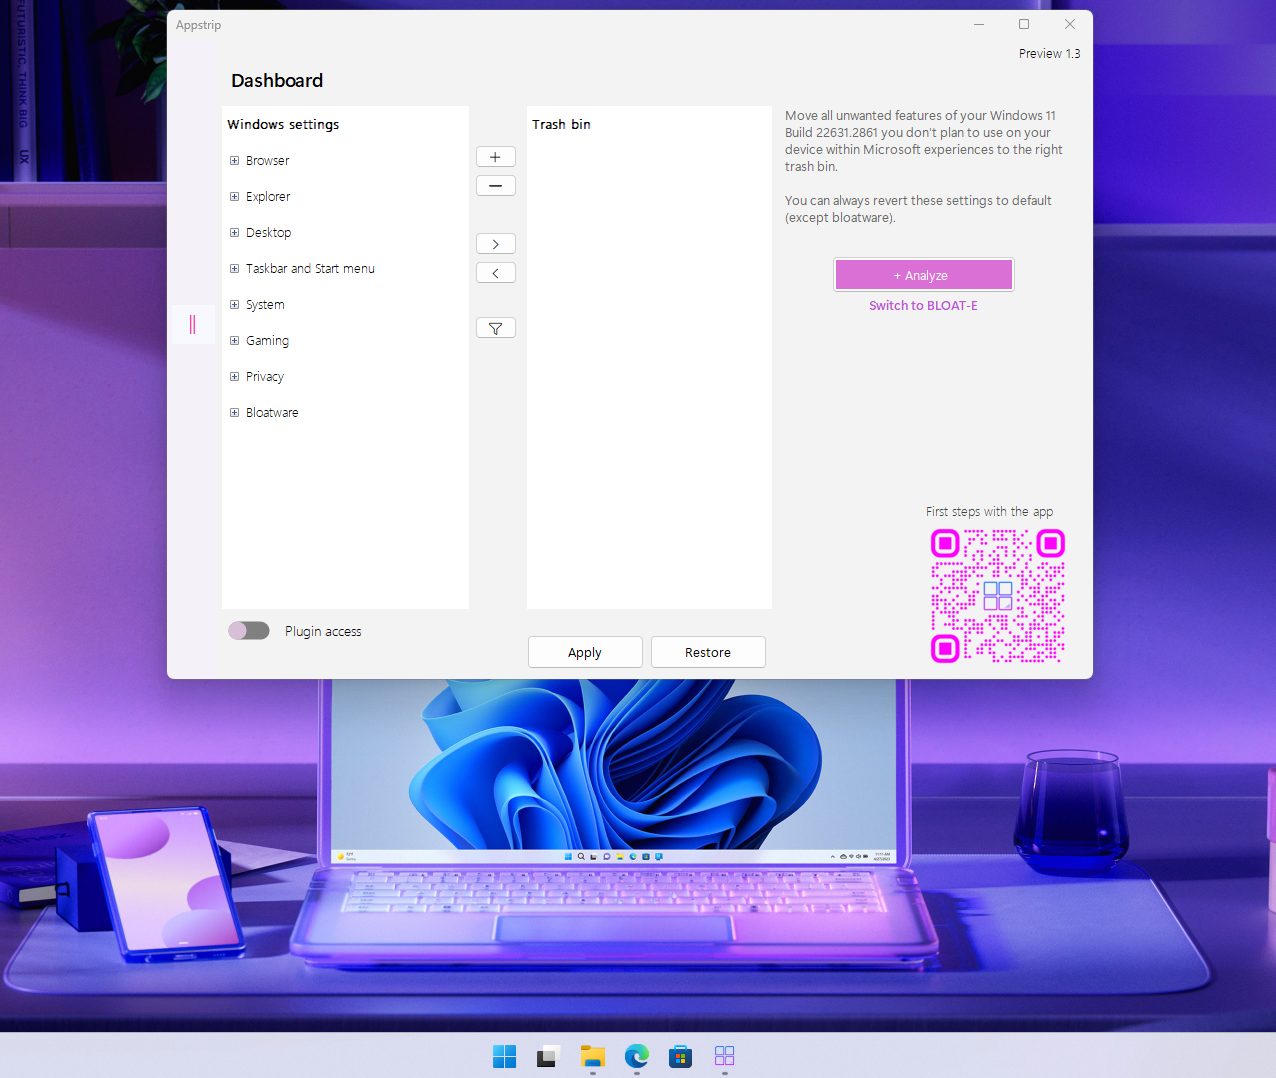 FUTURISTIC, THINK BIG
UX
Appstrip
Preview 1.3
Dashboard
Windows settings
Browser
Explorer
Desktop
Taskbar and Start menu
System
Gaming
Privacy
Bloatware
Trash bin
Move all unwanted features of your Windows 11
Build 22631.2861 you don't plan to use on your
device within Microsoft experiences to the right
trash bin.
You can always revert these settings to default
(except bloatware).
+ Analyze
Switch to BLOAT-E
First steps with the app
Plugin access
Apply
Restore